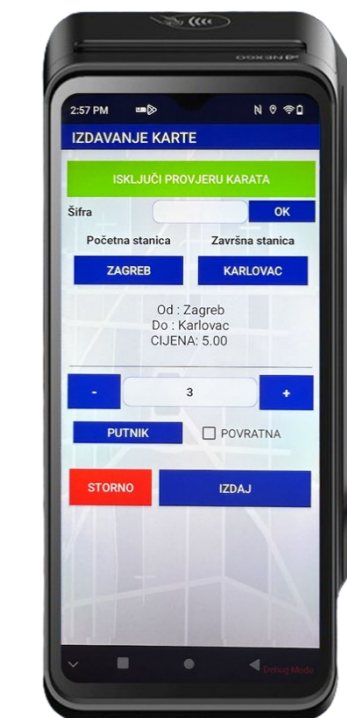 NEXGO
2:57 PM
IZDAVANJE KARTE
ISKLJUČI PROVJERU KARATA
Šifra OK
Početna stanica Završna stanica
ZAGREB KARLOVAC
Od : Zagreb
Do : Karlovac
CIJENA: 5.00
- 3 +
PUTNIK POVRATNA
STORNO IZDAJ
Debug Mode